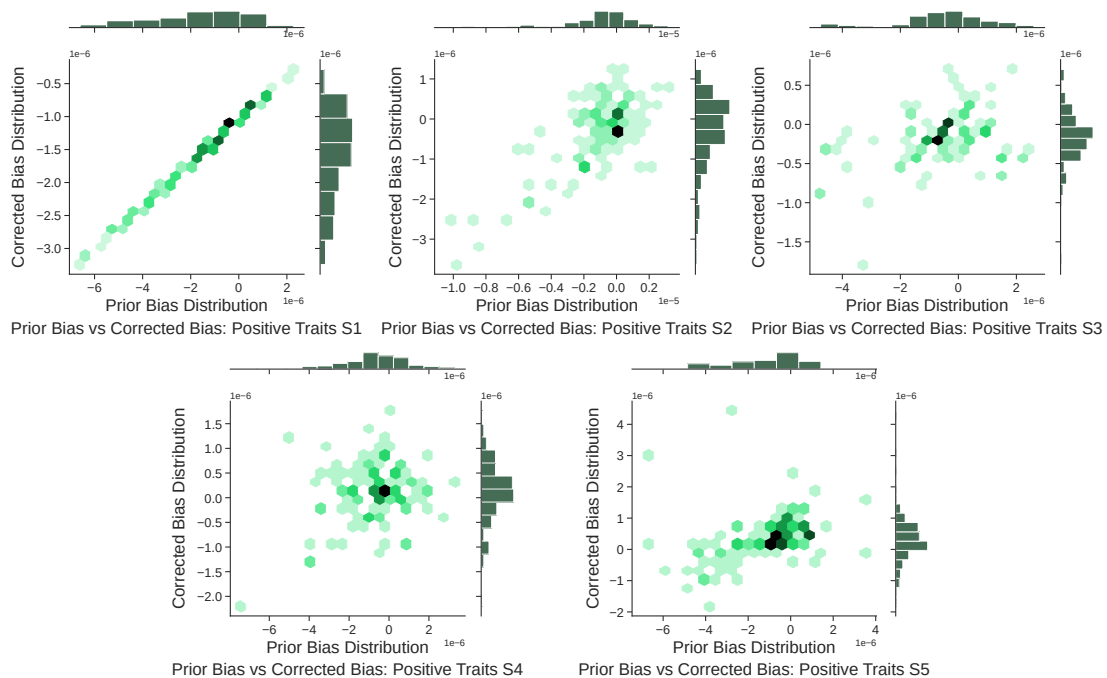 1e−6 1e−5 1e−6
1e−6 1e−6 1e−6
Corrected Bias Distribution
−0.5
−1.0
−1.5
−2.0
−2.5
−3.0
−6 −4 −2 0 2
1e−6
Prior Bias Distribution
Prior Bias vs Corrected Bias: Positive Traits S1
Corrected Bias Distribution
1
0
−1
−2
−3
−1.0 −0.8 −0.6 −0.4 −0.2 0.0 0.2
1e−5
Prior Bias Distribution
Prior Bias vs Corrected Bias: Positive Traits S2
Corrected Bias Distribution
0.5
0.0
−0.5
−1.0
−1.5
−4 −2 0 2
1e−6
Prior Bias Distribution
Prior Bias vs Corrected Bias: Positive Traits S3
1e−6 1e−6
1e−6 1e−6
Corrected Bias Distribution
1.5
1.0
0.5
0.0
−0.5
−1.0
−1.5
−2.0
−6 −4 −2 0 2
1e−6
Prior Bias Distribution
Prior Bias vs Corrected Bias: Positive Traits S4
Corrected Bias Distribution
4
3
2
1
0
−1
−2
−6 −4 −2 0 2 4
1e−6
Prior Bias Distribution
Prior Bias vs Corrected Bias: Positive Traits S5